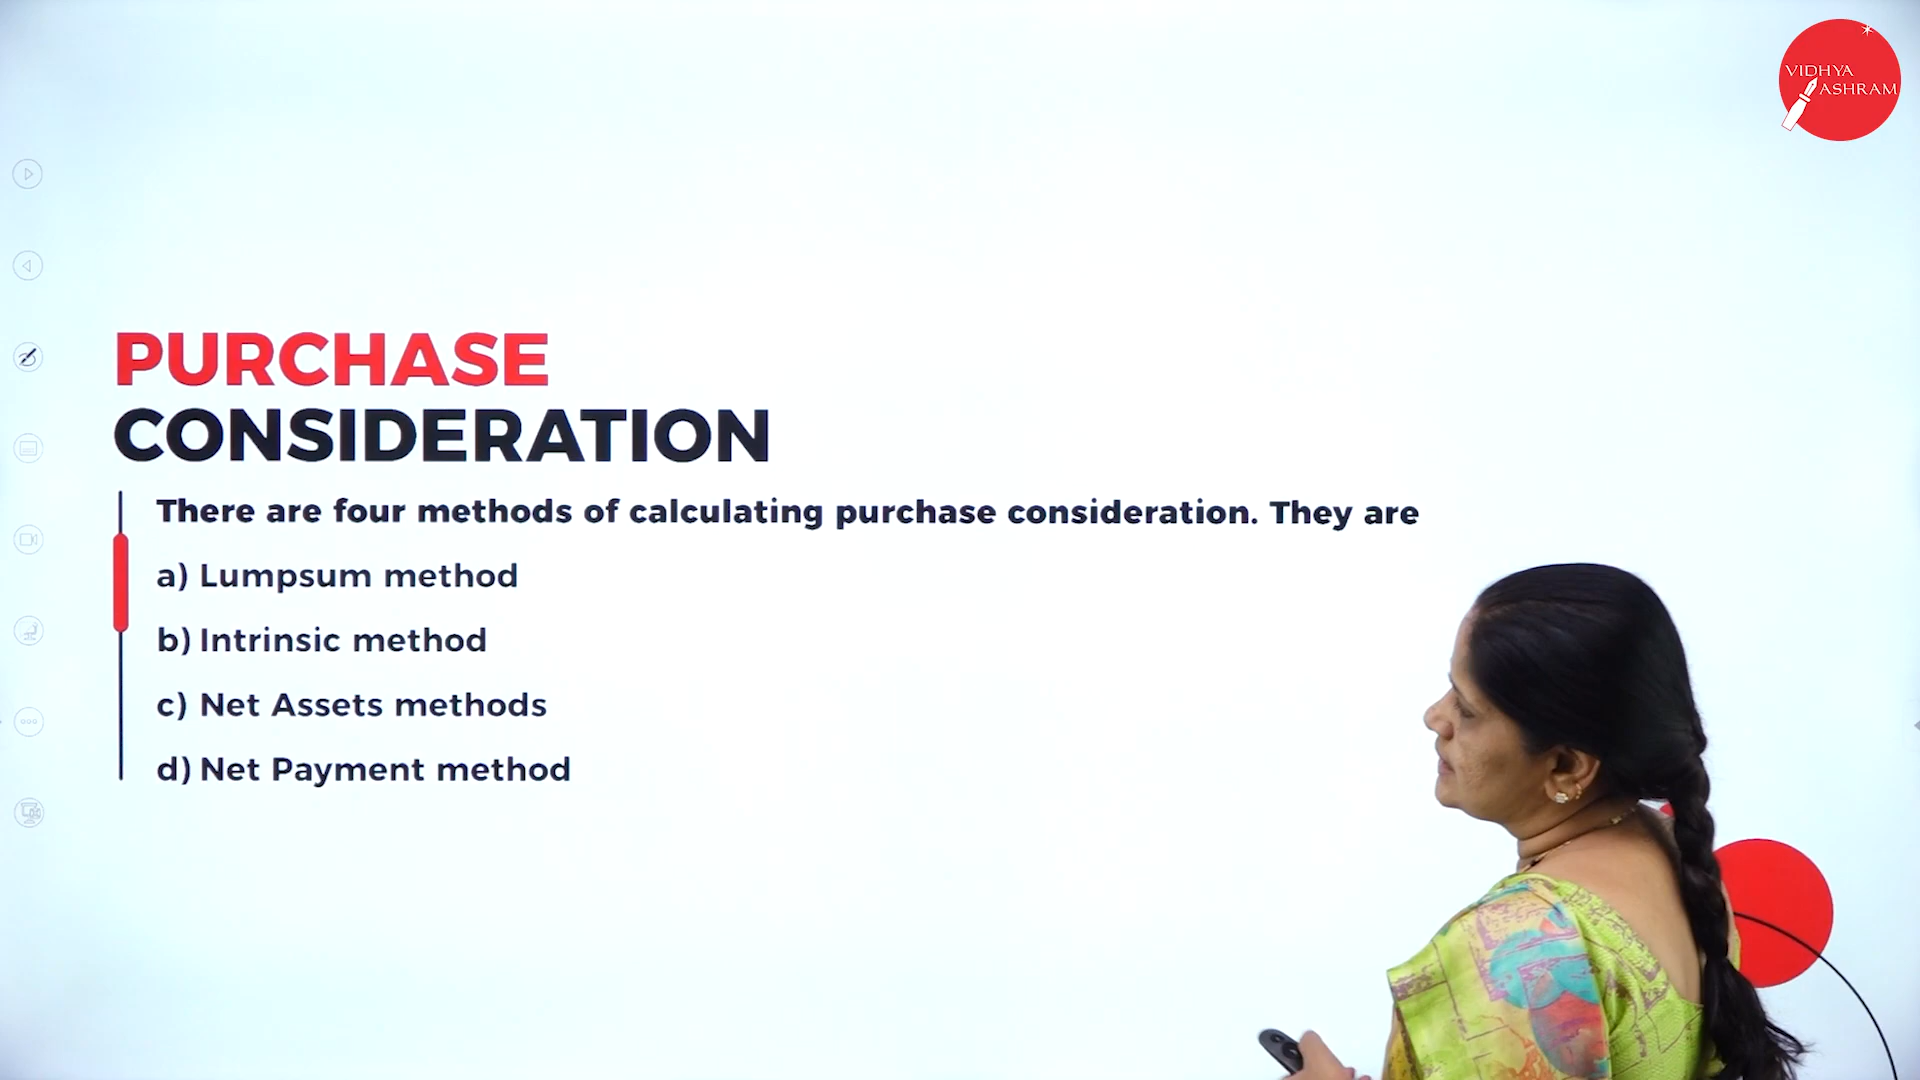 VIDHYA
ASHRAM
PURCHASE
CONSIDERATION
There are four methods of calculating purchase consideration. They are
a) Lumpsum method
b) Intrinsic method
c) Net Assets methods
d) Net Payment method